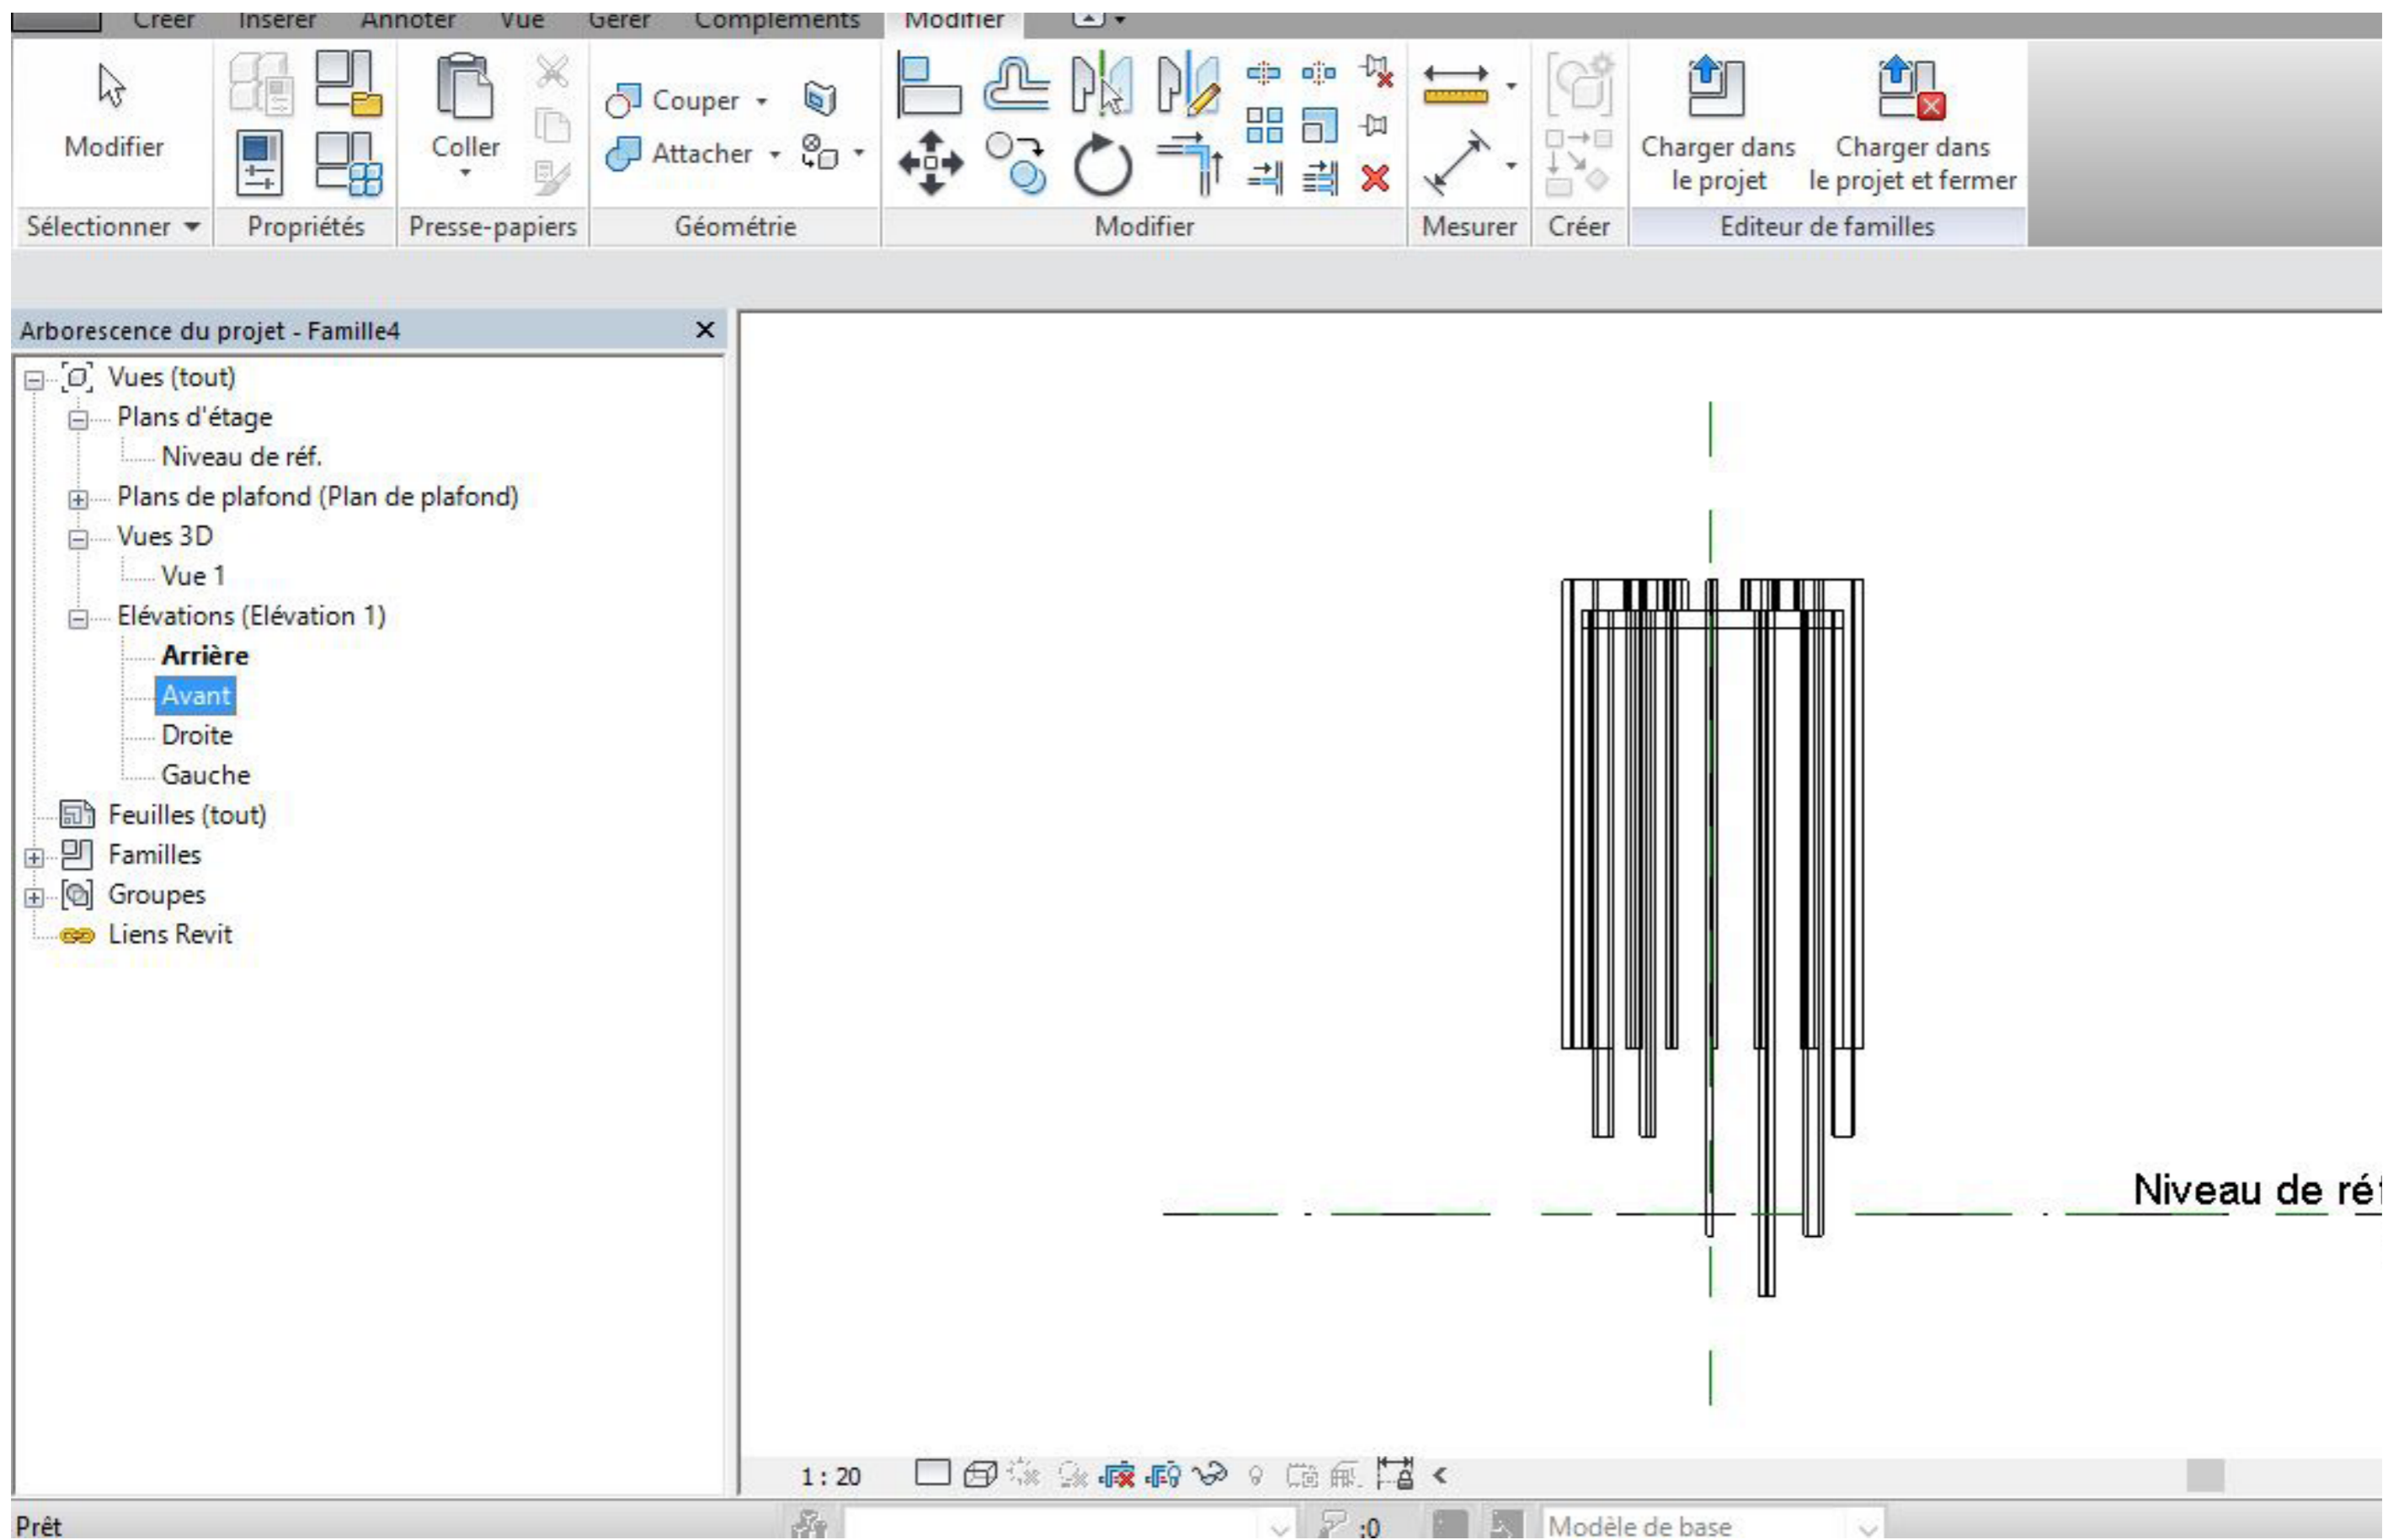 Créer Insérer Annoter Vue Gérer Compléments Modifier
Modifier
Coller
Couper
Attacher
Charger dans
le projet
Charger dans
le projet et fermer
Sélectionner Propriétés Presse-papiers Géométrie Modifier Mesurer Créer Editeur de familles
Arborescence du projet - Famille4
Vues (tout)
Plans d'étage
Niveau de réf.
Plans de plafond (Plan de plafond)
Vues 3D
Vue 1
Elévations (Elévation 1)
Arrière
Avant
Droite
Gauche
Feuilles (tout)
Familles
Groupes
Liens Revit
Niveau de
1 : 20
Prêt
:0
Modèle de base